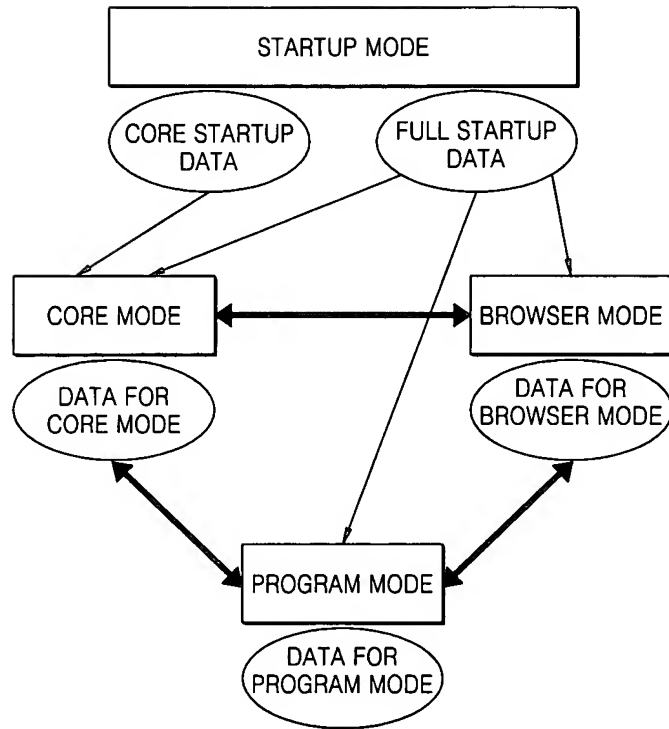 STARTUP MODE
CORE STARTUP
DATA
FULL STARTUP
DATA
CORE MODE
BROWSER MODE
DATA FOR
CORE MODE
DATA FOR
BROWSER MODE
PROGRAM MODE
DATA FOR
PROGRAM MODE